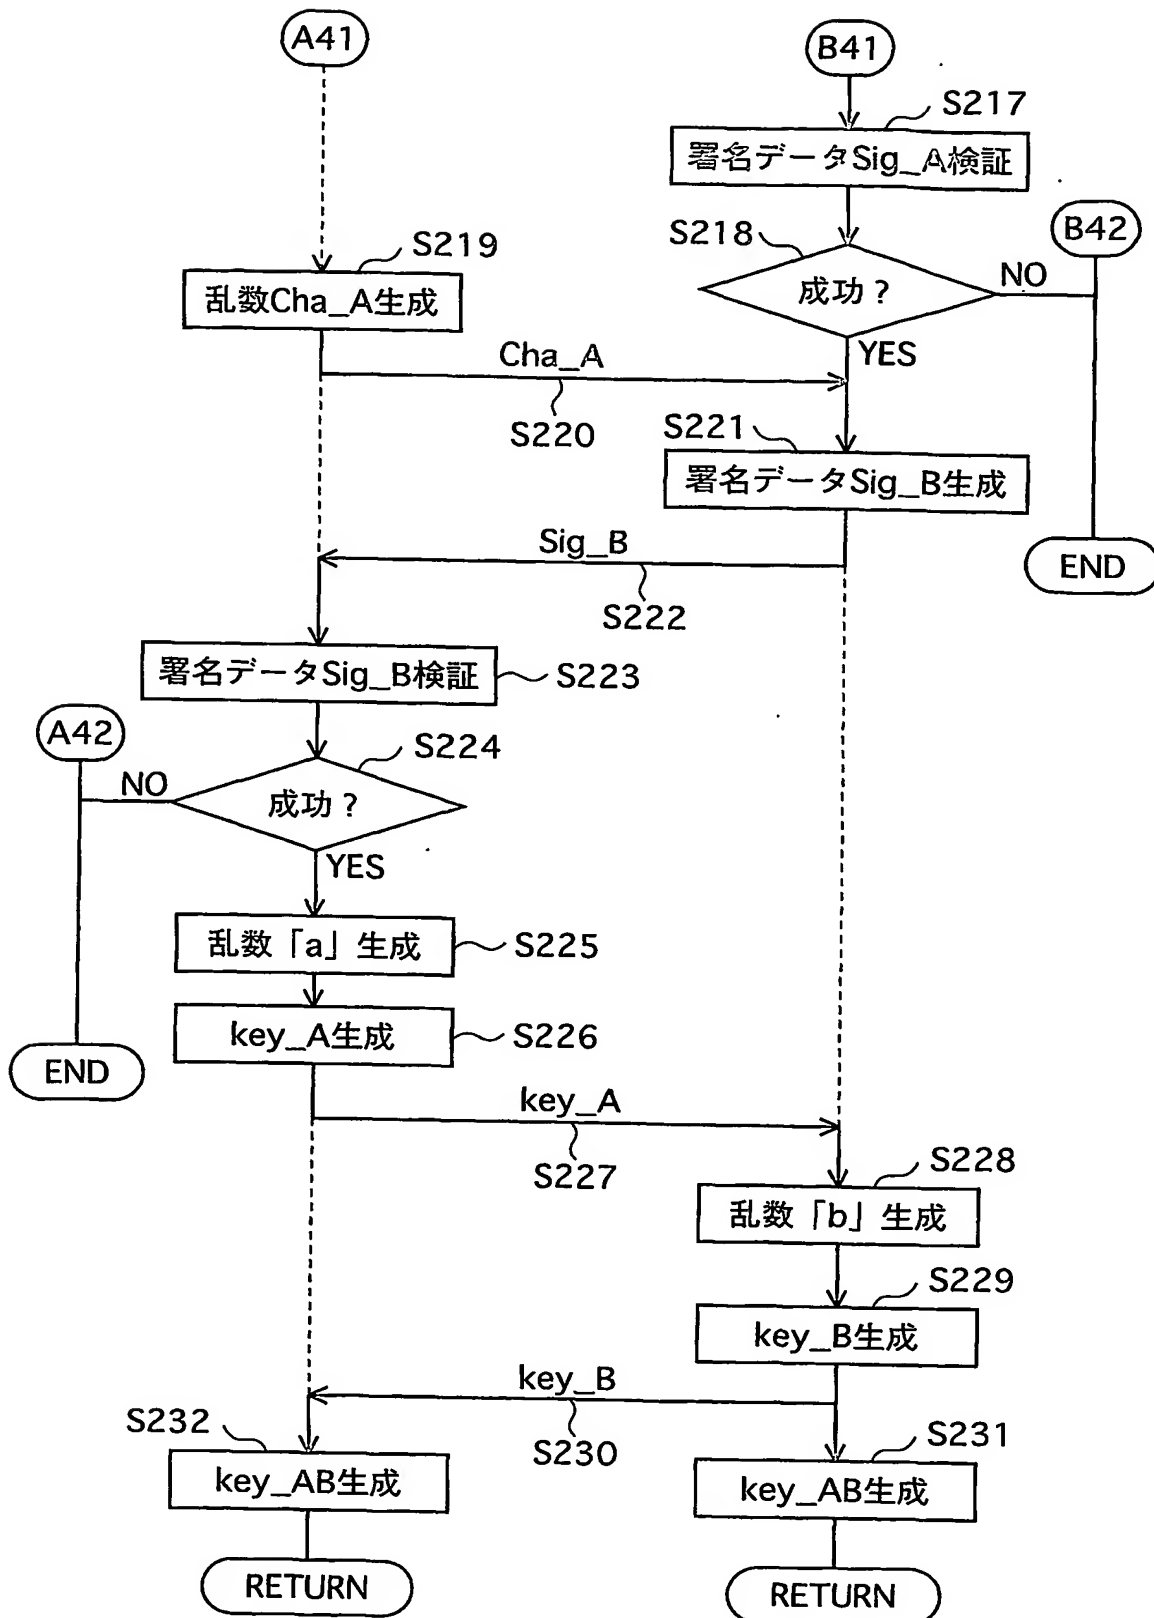 A41
B41
S217
署名データSig_A検証
S218
B42
S219
成功?
NO
乱数Cha_A生成
YES
Cha_A
S220
S221
署名データSig_B生成
Sig_B
END
S222
署名データSig_B検証
S223
A42
S224
NO
成功?
YES
乱数「a」生成
S225
key_A生成
S226
END
key_A
S227
S228
乱数「b」生成
S229
key_B生成
key_B
S232
S230
S231
key_AB生成
key_AB生成
RETURN
RETURN